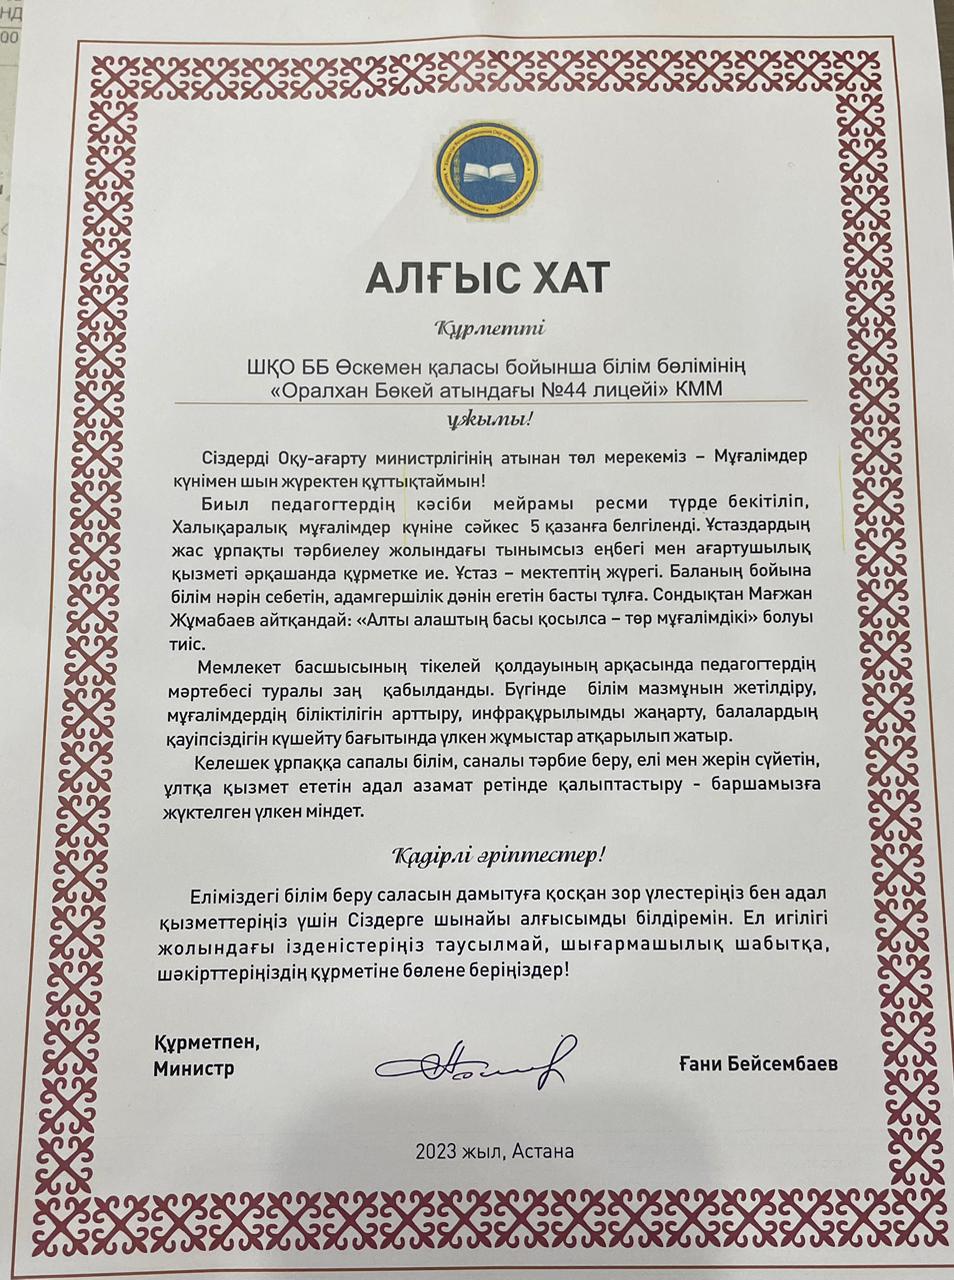 АЛҒЫС ХАТ
Құрметті
ШҚО ББ Өскемен қаласы бойынша білім бөлімінің
«Оралхан Бөкей атындағы №44 лицейі» КММ
ұжымы!
Сіздерді Оқу-ағарту министрлігінің атынан төл мерекеміз – Мұғалімдер
күнімен шын жүректен құттықтаймын!
Биыл педагогтердің кәсіби мейрамы ресми түрде бекітіліп,
Халықаралық мұғалімдер күніне сәйкес 5 қазанға белгіленді. Ұстаздардың
жас ұрпақты тәрбиелеу жолындағы тынымсыз еңбегі мен ағартушылық
қызметі әрқашанда құрметке ие. Ұстаз – мектептің жүрегі. Баланың бойына
білім нәрін себетін, адамгершілік дәнін егетін басты тұлға. Сондықтан Мағжан
Жұмабаев айтқандай: «Алты алаштың басы қосылса – төр мұғалімдікі» болуы
тиіс.
Мемлекет басшысының тікелей қолдауының арқасында педагогтердің
мәртебесі туралы заң қабылданды. Бүгінде білім мазмұнын жетілдіру,
мұғалімдердің біліктілігін арттыру, инфрақұрылымды жаңарту, балалардың
қауіпсіздігін күшейту бағытында үлкен жұмыстар атқарылып жатыр.
Келешек ұрпаққа сапалы білім, саналы тәрбие беру, елі мен жерін сүйетін,
ұлтқа қызмет ететін адал азамат ретінде қалыптастыру - баршамызға
жүктелген үлкен міндет.
Қадірлі әріптестер!
Еліміздегі білім беру саласын дамытуға қосқан зор үлестеріңіз бен адал
қызметтеріңіз үшін Сіздерге шынайы алғысымды білдіремін. Ел игілігі
жолындағы ізденістеріңіз таусылмай, шығармашылық шабытқа,
шәкірттеріңіздің құрметіне бөлене беріңіздер!
Құрметпен,
Министр
Ғани Бейсембаев
2023 жыл, Астана